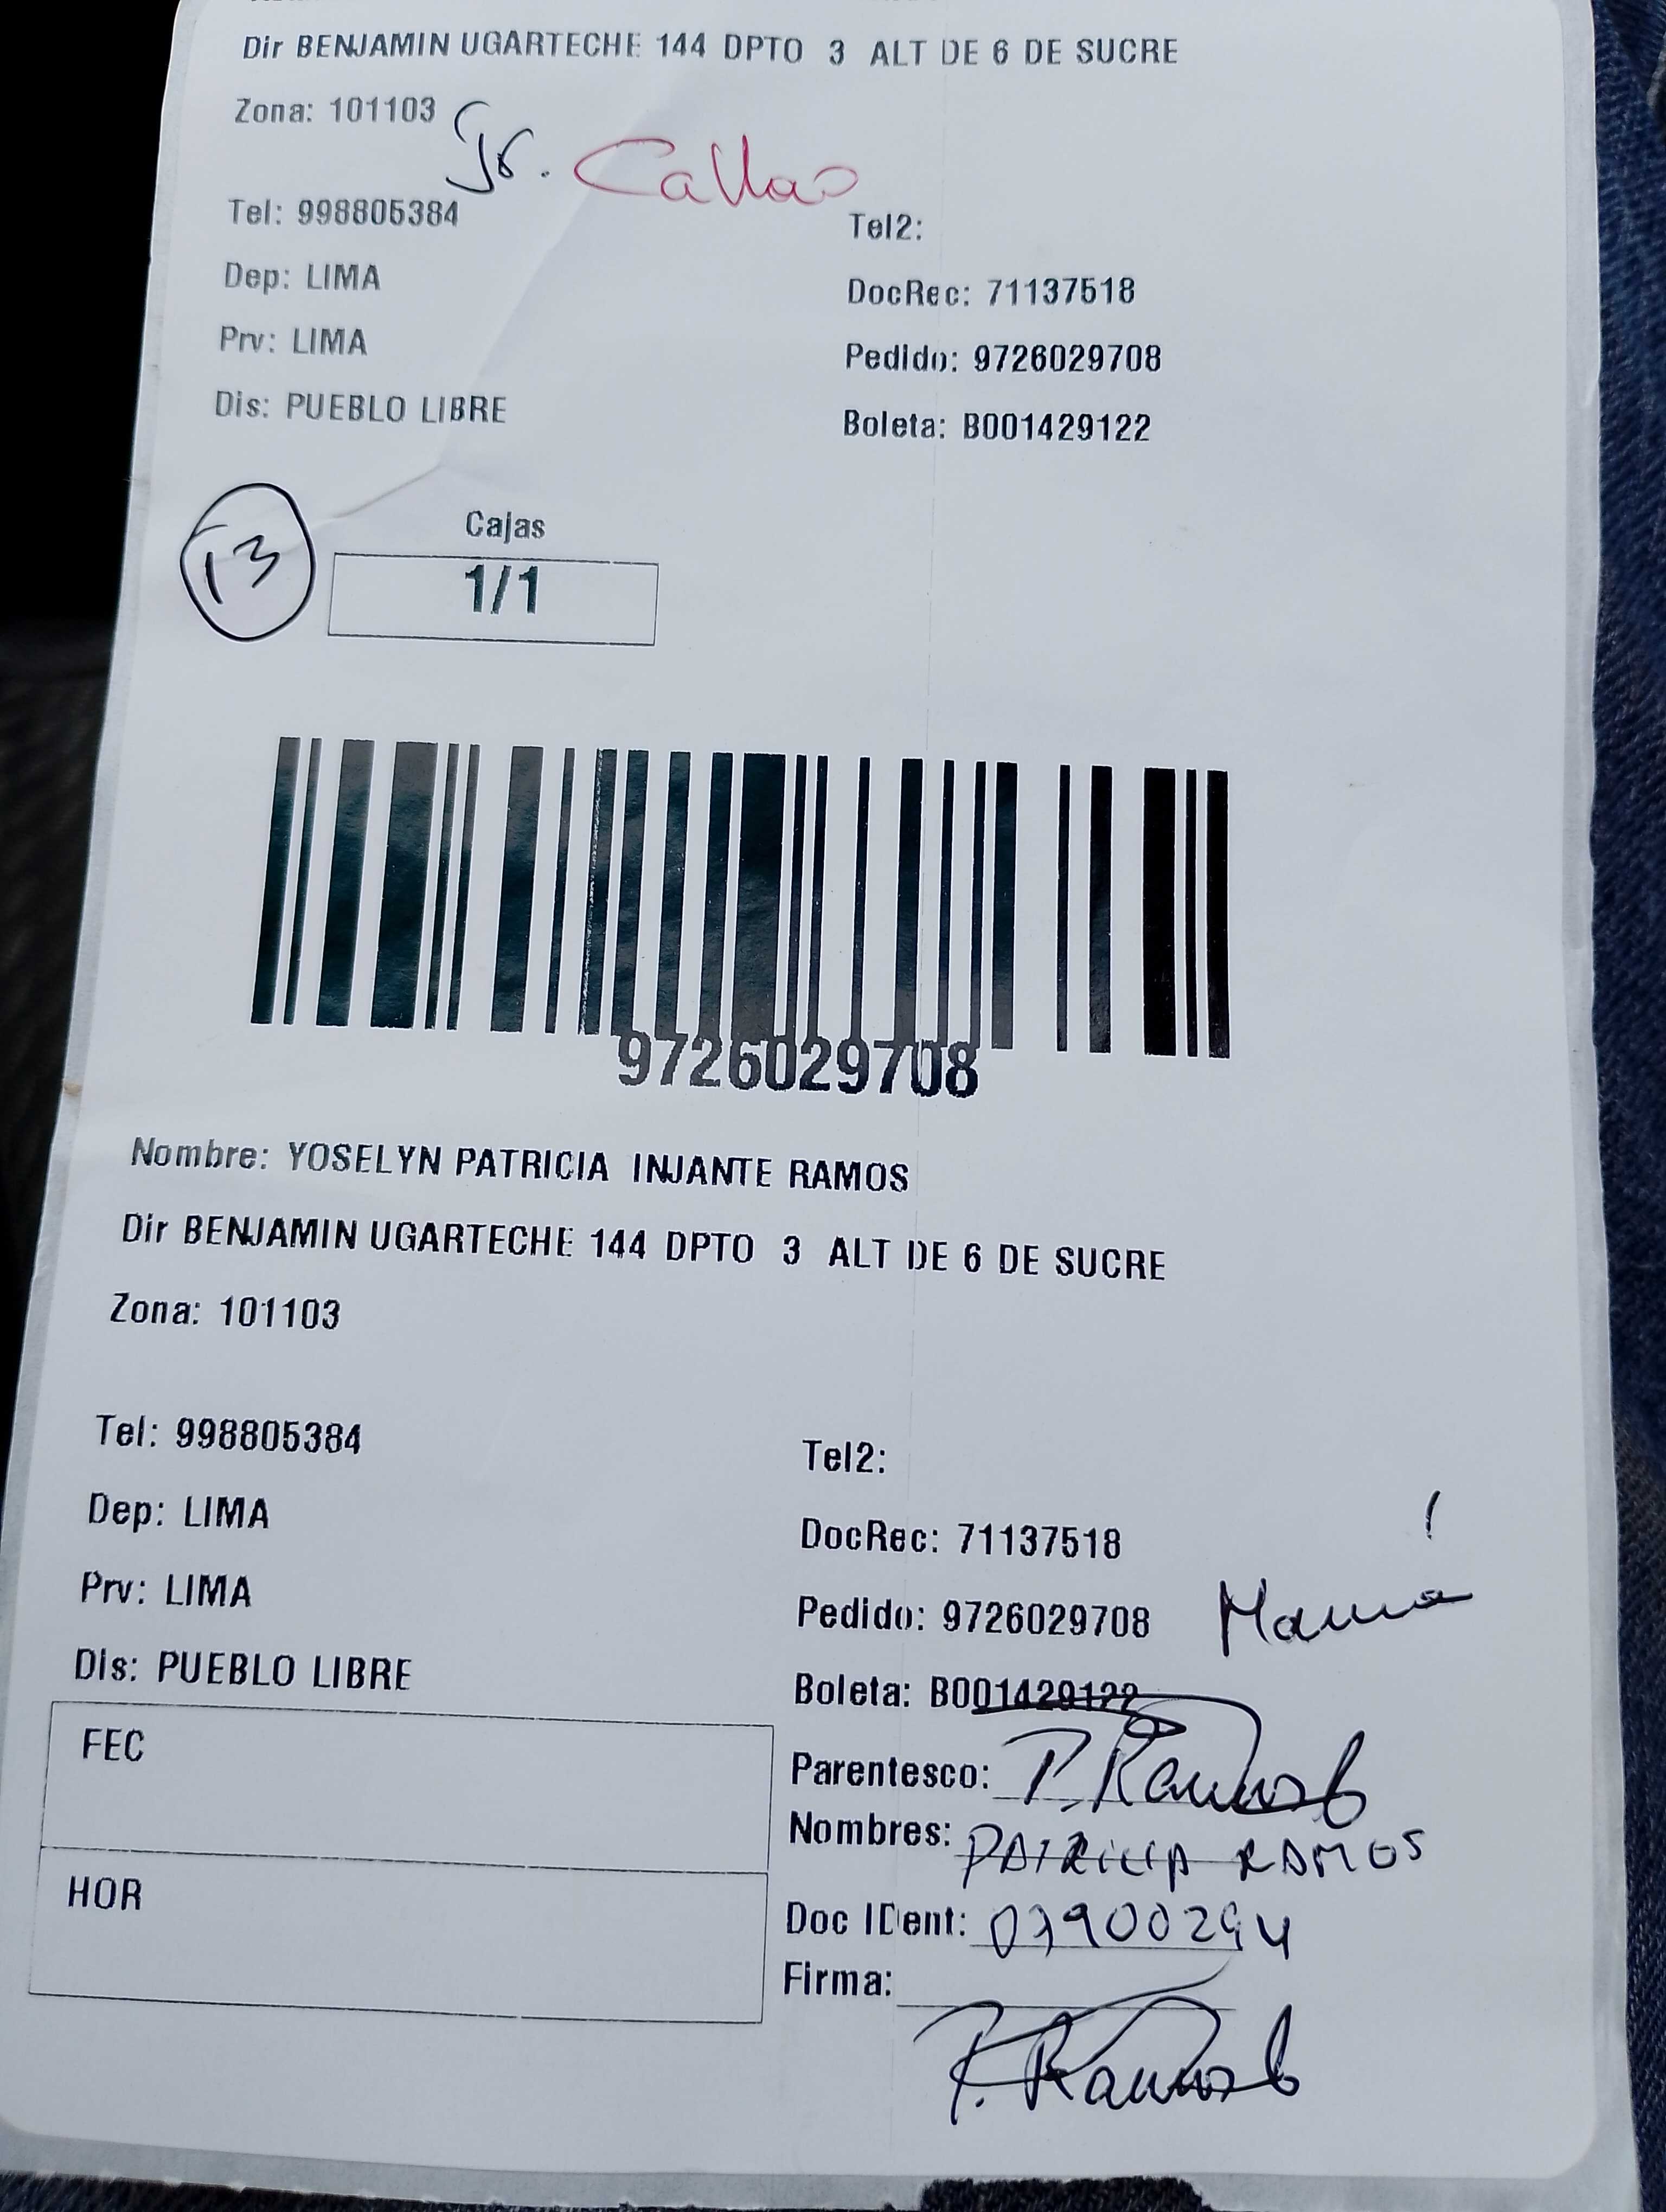 Dir BENJAMIN UGARTECHE 144 DPTO 3 ALT DE 6 DE SUCRE
Zona: 101103
Jr. Callao
Tel: 998805384
Tel2:
Dep: LIMA
DocRec: 71137518
Prv: LIMA
Pedido: 9726029708
Dis: PUEBLO LIBRE
Boleta: B001429122
13
Cajas
1/1
9726029708
Nombre: YOSELYN PATRICIA INJANTE RAMOS
Dir BENJAMIN UGARTECHE 144 DPTO 3 ALT DE 6 DE SUCRE
Zona: 101103
Tel: 998805384
Tel2:
Dep: LIMA
DocRec: 71137518
Prv: LIMA
Pedido: 9726029708 Mamá
Dis: PUEBLO LIBRE
Boleta: B001429122
FEC
Parentesco: P. Ramos
Nombres: PATRICIA RAMOS
HOR
Doc IDent: 07900294
Firma:
P. Ramos